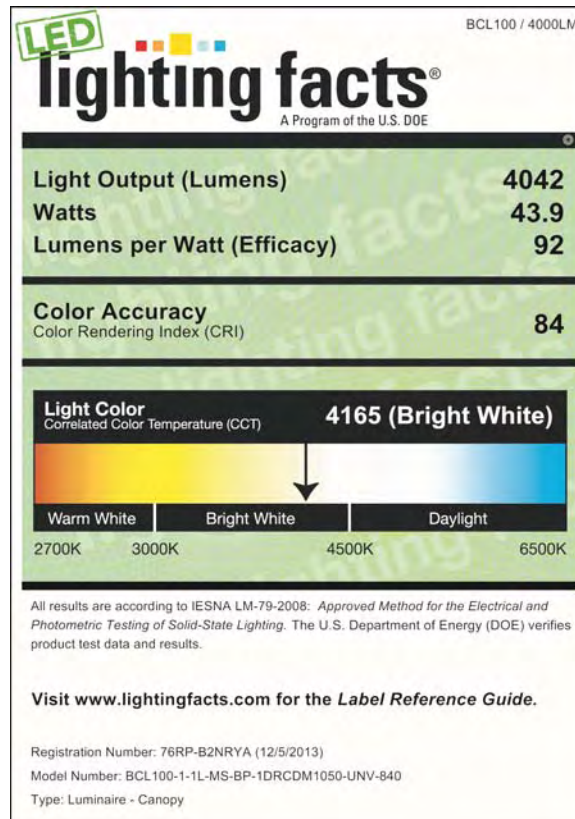 BCL100 / 4000LM
LED
lighting facts®
A Program of the U.S. DOE
Light Output (Lumens) 4042
Watts 43.9
Lumens per Watt (Efficacy) 92
Color Accuracy 84
Color Rendering Index (CRI)
Light Color 4165 (Bright White)
Correlated Color Temperature (CCT)
Warm White Bright White Daylight
2700K 3000K 4500K 6500K
All results are according to IESNA LM-79-2008: Approved Method for the Electrical and
Photometric Testing of Solid-State Lighting. The U.S. Department of Energy (DOE) verifies
product test data and results.
Visit www.lightingfacts.com for the Label Reference Guide.
Registration Number: 76RP-B2NRYA (12/5/2013)
Model Number: BCL100-1-1L-MS-BP-1DRCDM1050-UNV-840
Type: Luminaire - Canopy